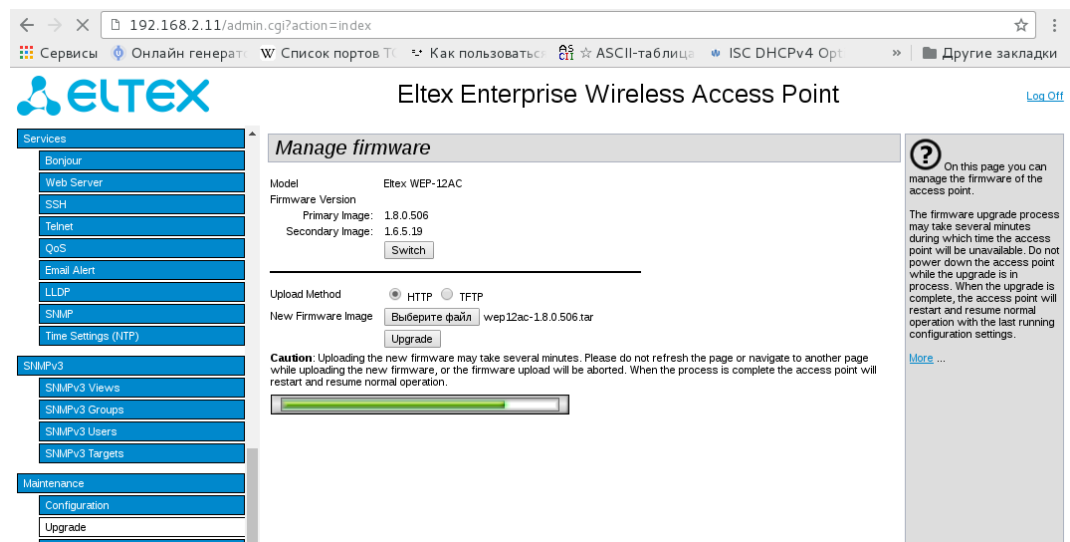 192.168.2.11/admin.cgi?action=index
Сервисы Онлайн генерато W Список портов TC Как пользоваться ASCII-таблица ISC DHCPv4 Opt » Другие закладки
ELTEX
Eltex Enterprise Wireless Access Point
Log Off
Services
Bonjour
Web Server
SSH
Telnet
QoS
Email Alert
LLDP
SNMP
Time Settings (NTP)
SNMPv3
SNMPv3 Views
SNMPv3 Groups
SNMPv3 Users
SNMPv3 Targets
Maintenance
Configuration
Upgrade
Manage firmware
Model Eltex WEP-12AC
Firmware Version
Primary Image: 1.8.0.506
Secondary Image: 1.6.5.19
Switch
Upload Method HTTP TFTP
New Firmware Image Выберите файл wep12ac-1.8.0.506.tar
Upgrade
Caution: Uploading the new firmware may take several minutes. Please do not refresh the page or navigate to another page
while uploading the new firmware, or the firmware upload will be aborted. When the process is complete the access point will
restart and resume normal operation.
? On this page you can
manage the firmware of the
access point.
The firmware upgrade process
may take several minutes
during which time the access
point will be unavailable. Do not
power down the access point
while the upgrade is in
process. When the upgrade is
complete, the access point will
restart and resume normal
operation with the last running
configuration settings.
More ...